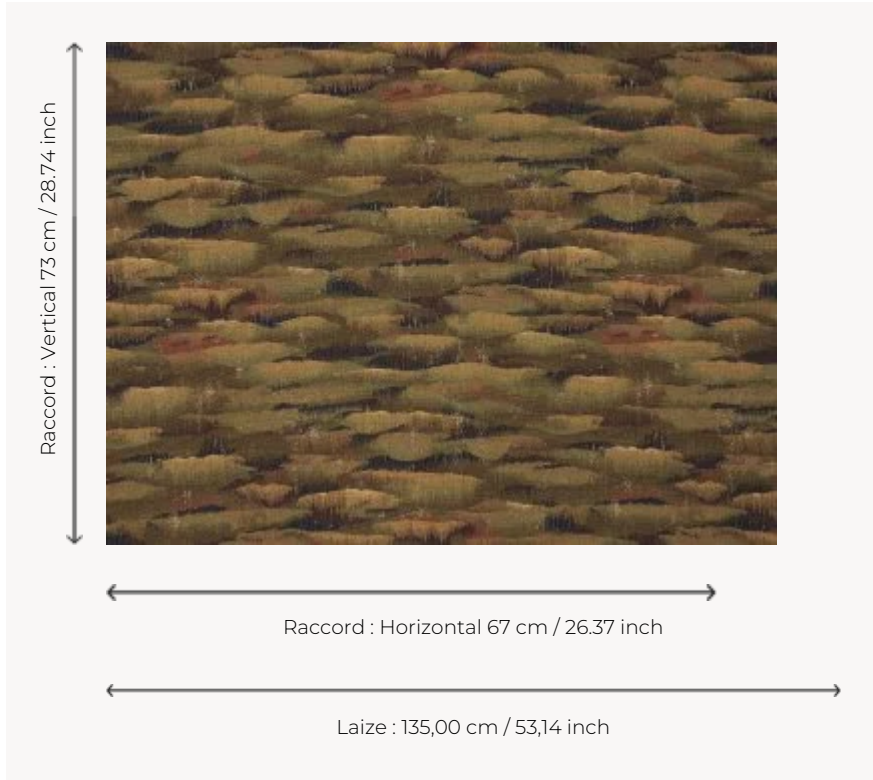 Raccord : Vertical 73 cm / 28.74 inch
Raccord : Horizontal 67 cm / 26.37 inch
Laize : 135,00 cm / 53,14 inch